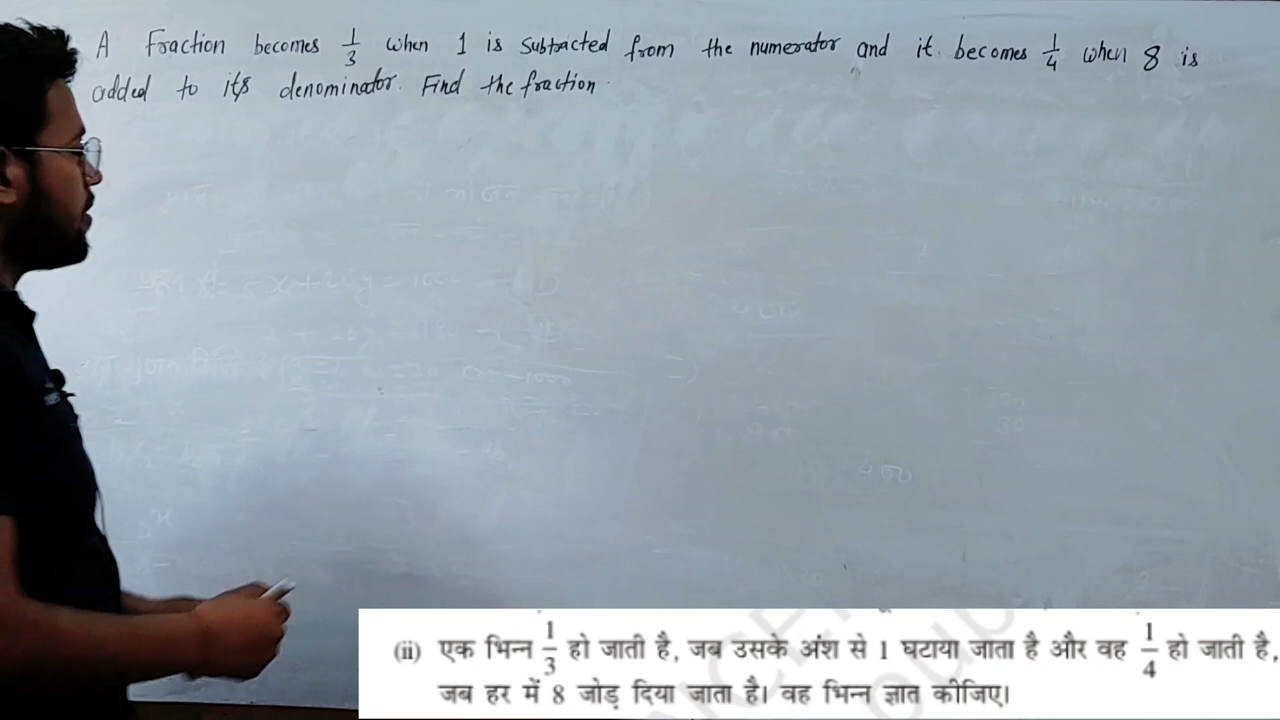 A Fraction becomes 1/3 when 1 is subtracted from the numerator and it becomes 1/4 when 8 is
added to its denominator. Find the fraction.
(ii) एक भिन्न 1/3 हो जाती है, जब उसके अंश से 1 घटाया जाता है और वह 1/4 हो जाती है,
जब हर में 8 जोड़ दिया जाता है। वह भिन्न ज्ञात कीजिए।